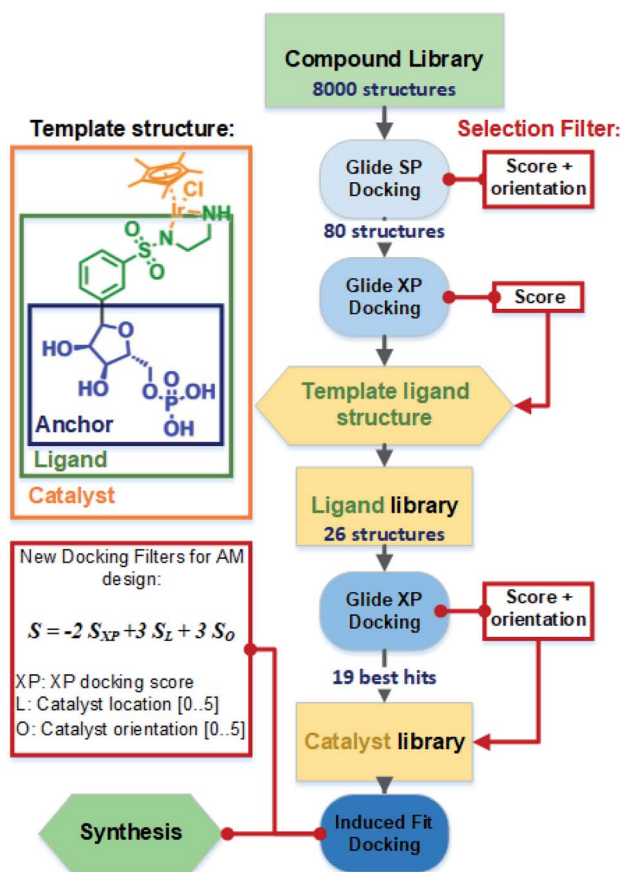 Compound Library
8000 structures
Template structure:
Selection Filter:
Glide SP
Docking
Score +
orientation
80 structures
Glide XP
Docking
Score
Cl
Ir
NH
N
S
O
O
O
HO
HO
O
P
O
OH
OH
Anchor
Ligand
Catalyst
Template ligand
structure
Ligand library
26 structures
New Docking Filters for AM
design:
S = -2 S_XP +3 S_L + 3 S_O
XP: XP docking score
L: Catalyst location [0..5]
O: Catalyst orientation [0..5]
Glide XP
Docking
Score +
orientation
19 best hits
Catalyst library
Induced Fit
Docking
Synthesis